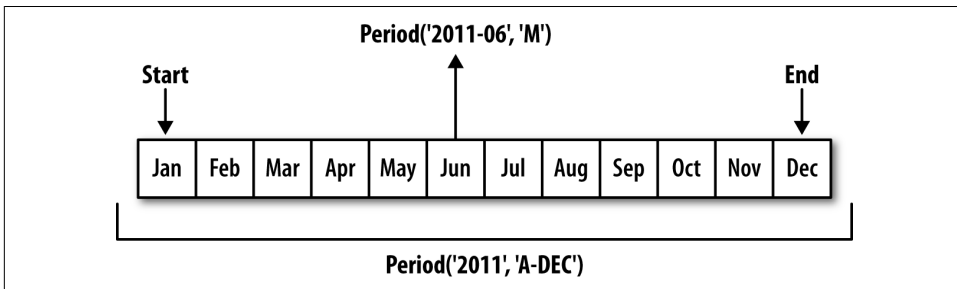 Period('2011-06', 'M')
Start End
Jan Feb Mar Apr May Jun Jul Aug Sep Oct Nov Dec
Period('2011', 'A-DEC')